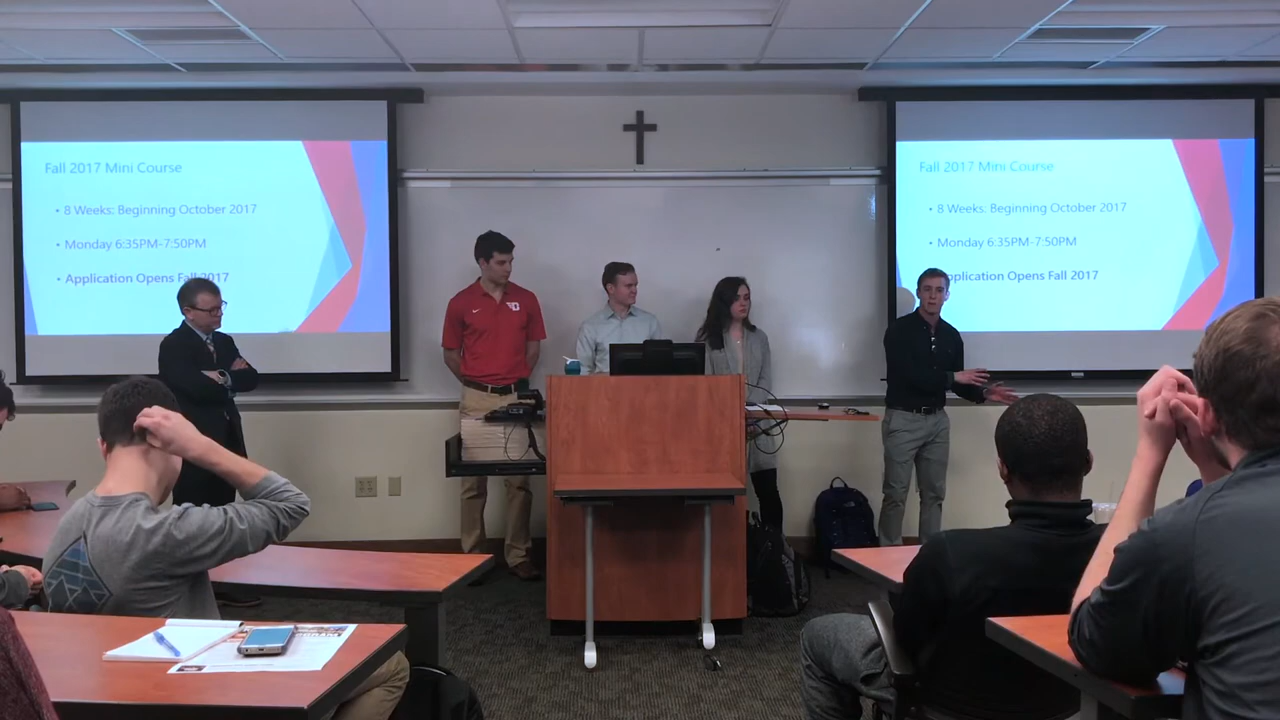 Fall 2017 Mini Course
• 8 Weeks: Beginning October 2017
• Monday 6:35PM-7:50PM
• Application Opens Fall 2017
Fall 2017 Mini Course
• 8 Weeks: Beginning October 2017
• Monday 6:35PM-7:50PM
Application Opens Fall 2017